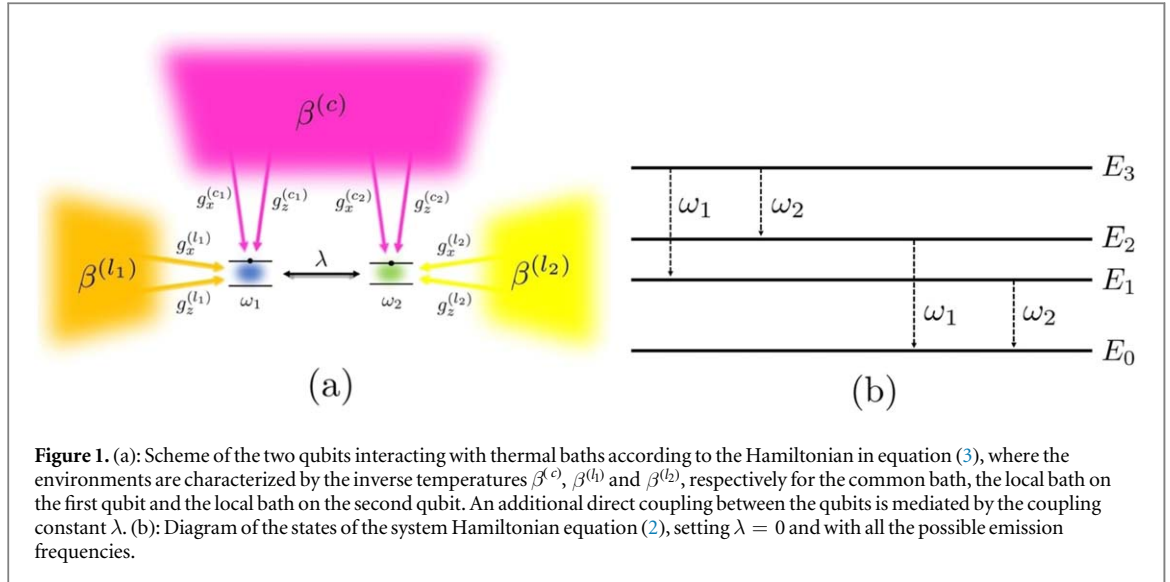 β^(c)
g_x^(c₁) g_z^(c₁) g_x^(c₂) g_z^(c₂)
β^(l₁) g_x^(l₁) λ g_x^(l₂) β^(l₂)
g_z^(l₁) ω₁ ω₂ g_z^(l₂)
(a)
E₃
ω₁ ω₂
E₂
E₁
ω₁ ω₂
E₀
(b)
Figure 1. (a): Scheme of the two qubits interacting with thermal baths according to the Hamiltonian in equation (3), where the
environments are characterized by the inverse temperatures β^(c), β^(l₁) and β^(l₂), respectively for the common bath, the local bath on
the first qubit and the local bath on the second qubit. An additional direct coupling between the qubits is mediated by the coupling
constant λ. (b): Diagram of the states of the system Hamiltonian equation (2), setting λ = 0 and with all the possible emission
frequencies.